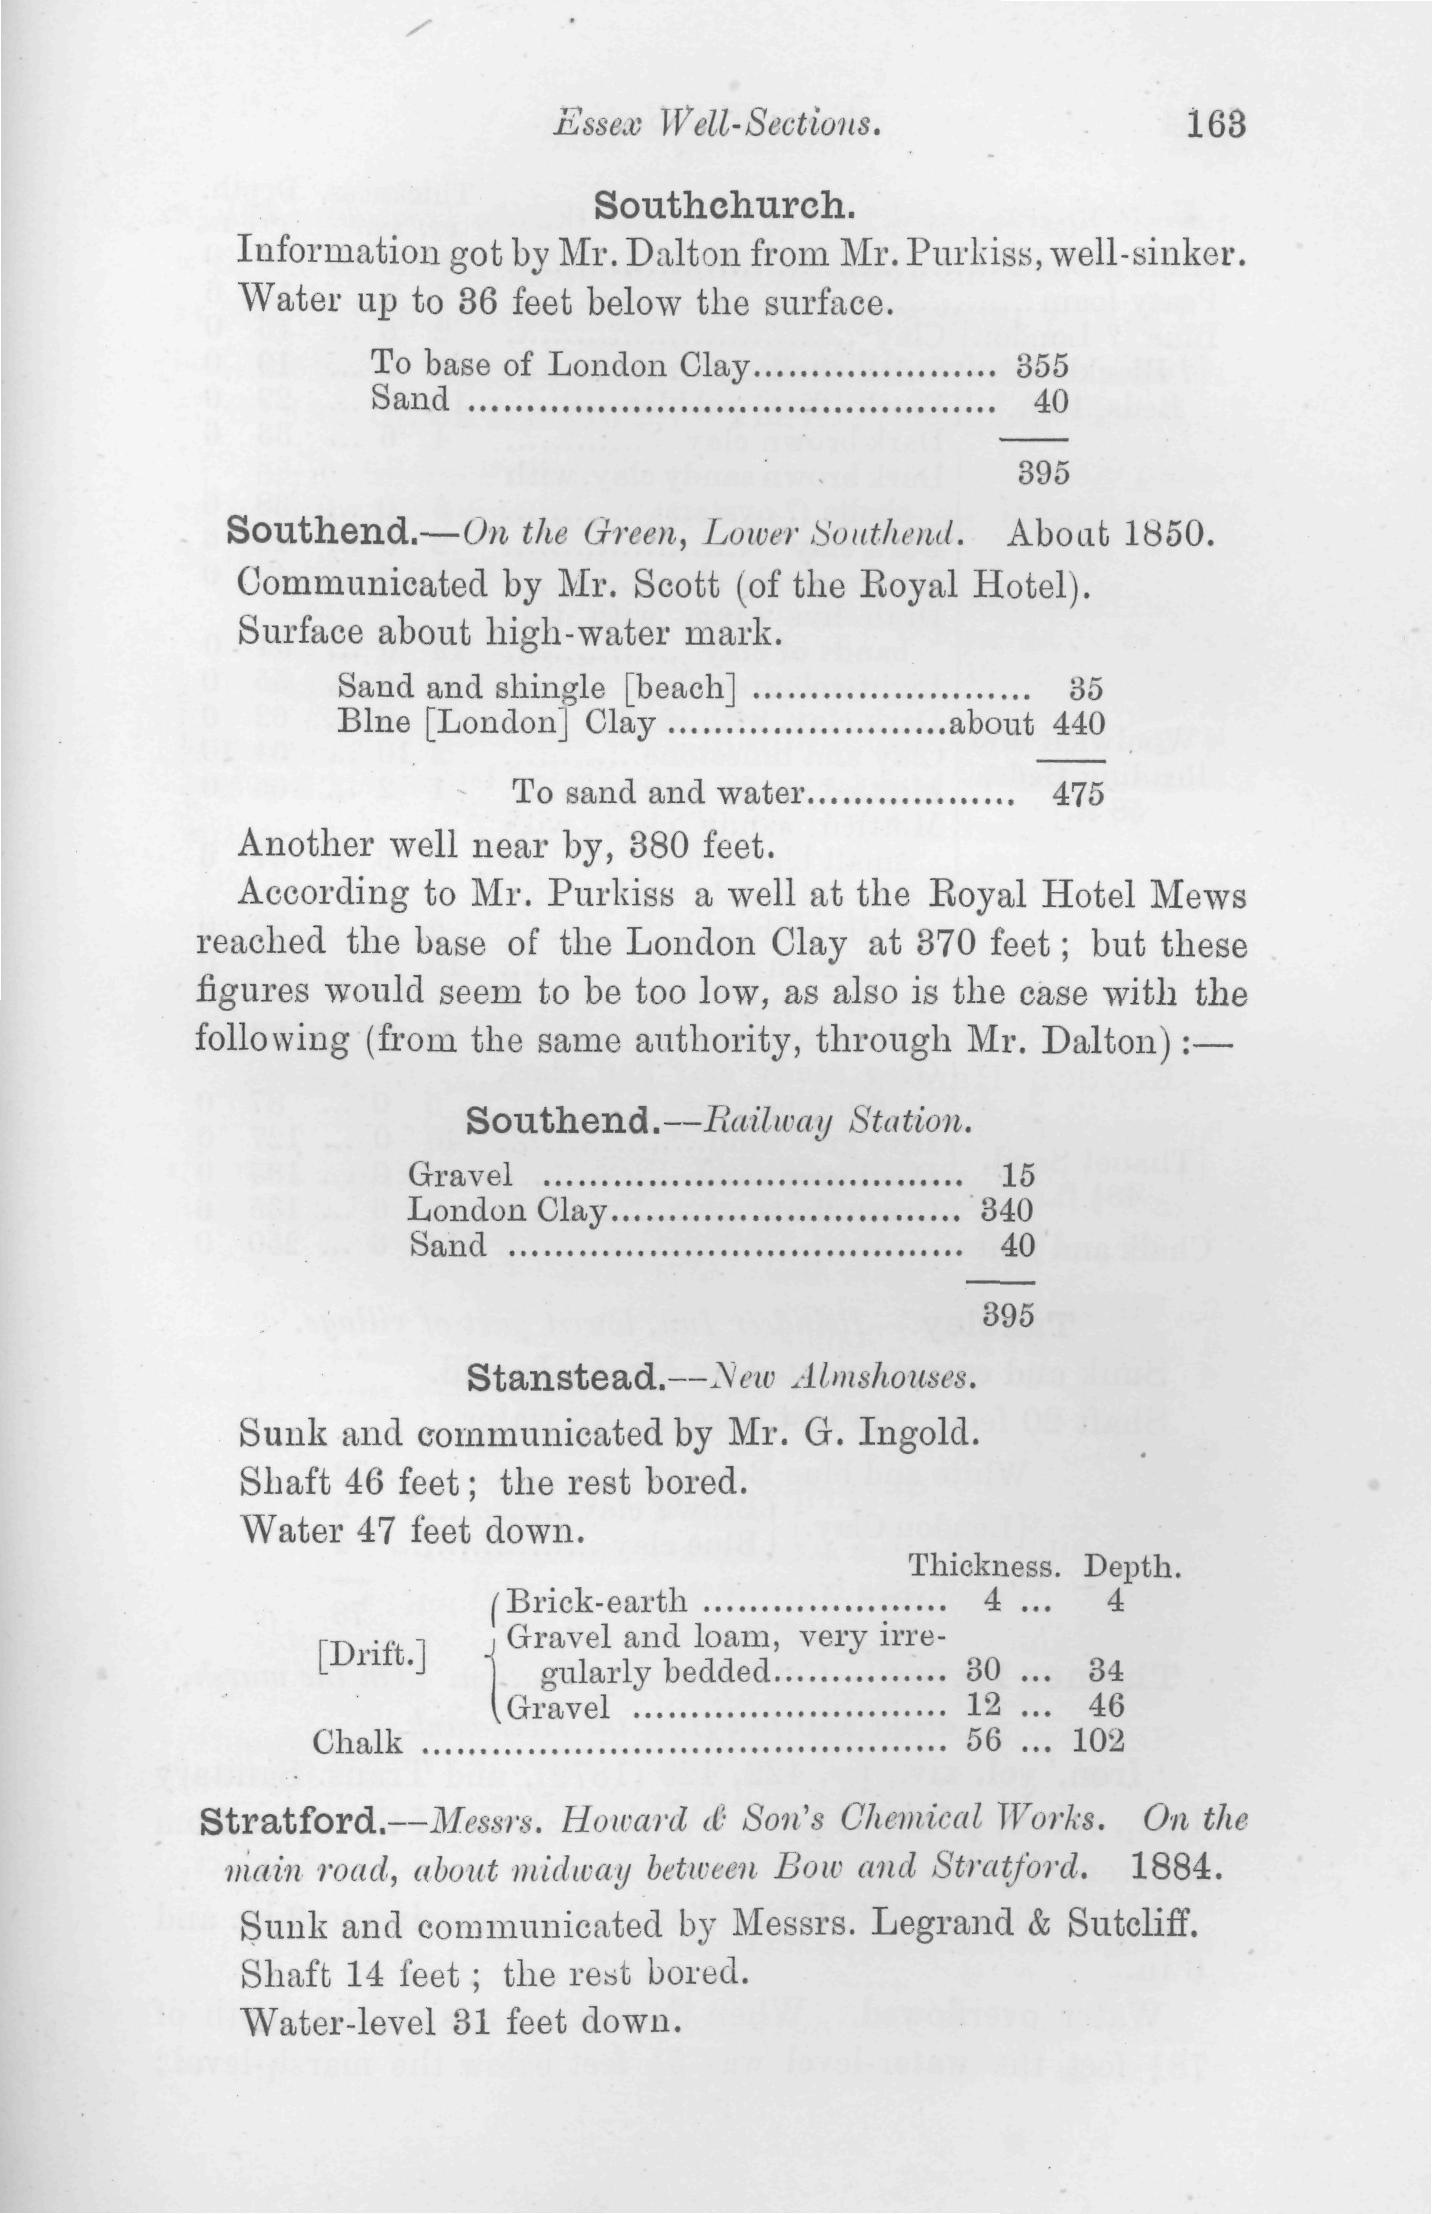 Essex Well-Sections. 163
Southchurch.
Information got by Mr. Dalton from Mr. Purkiss, well-sinker.
Water up to 36 feet below the surface.
To base of London Clay..................... 355
Sand ............................................. 40
395
Southend.—On the Green, Lower Southend. About 1850.
Communicated by Mr. Scott (of the Royal Hotel).
Surface about high-water mark.
Sand and shingle [beach] ........................ 35
Blne [London] Clay ........................about 440
To sand and water.................. 475
Another well near by, 380 feet.
According to Mr. Purkiss a well at the Royal Hotel Mews
reached the base of the London Clay at 370 feet; but these
figures would seem to be too low, as also is the case with the
following (from the same authority, through Mr. Dalton) :—
Southend.—Railway Station.
Gravel .................................... 15
London Clay.............................. 340
Sand ....................................... 40
395
Stanstead.—New Almshouses.
Sunk and communicated by Mr. G. Ingold.
Shaft 46 feet; the rest bored.
Water 47 feet down.
Thickness. Depth.
Brick-earth ..................... 4 ... 4
[Drift.] Gravel and loam, very irre-
gularly bedded............... 30 ... 34
Gravel ........................... 12 ... 46
Chalk ............................................. 56 ... 102
Stratford.—Messrs. Howard & Son's Chemical Works. On the
main road, about midway between Bow and Stratford. 1884.
Sunk and communicated by Messrs. Legrand & Sutcliff.
Shaft 14 feet; the rest bored.
Water-level 31 feet down.